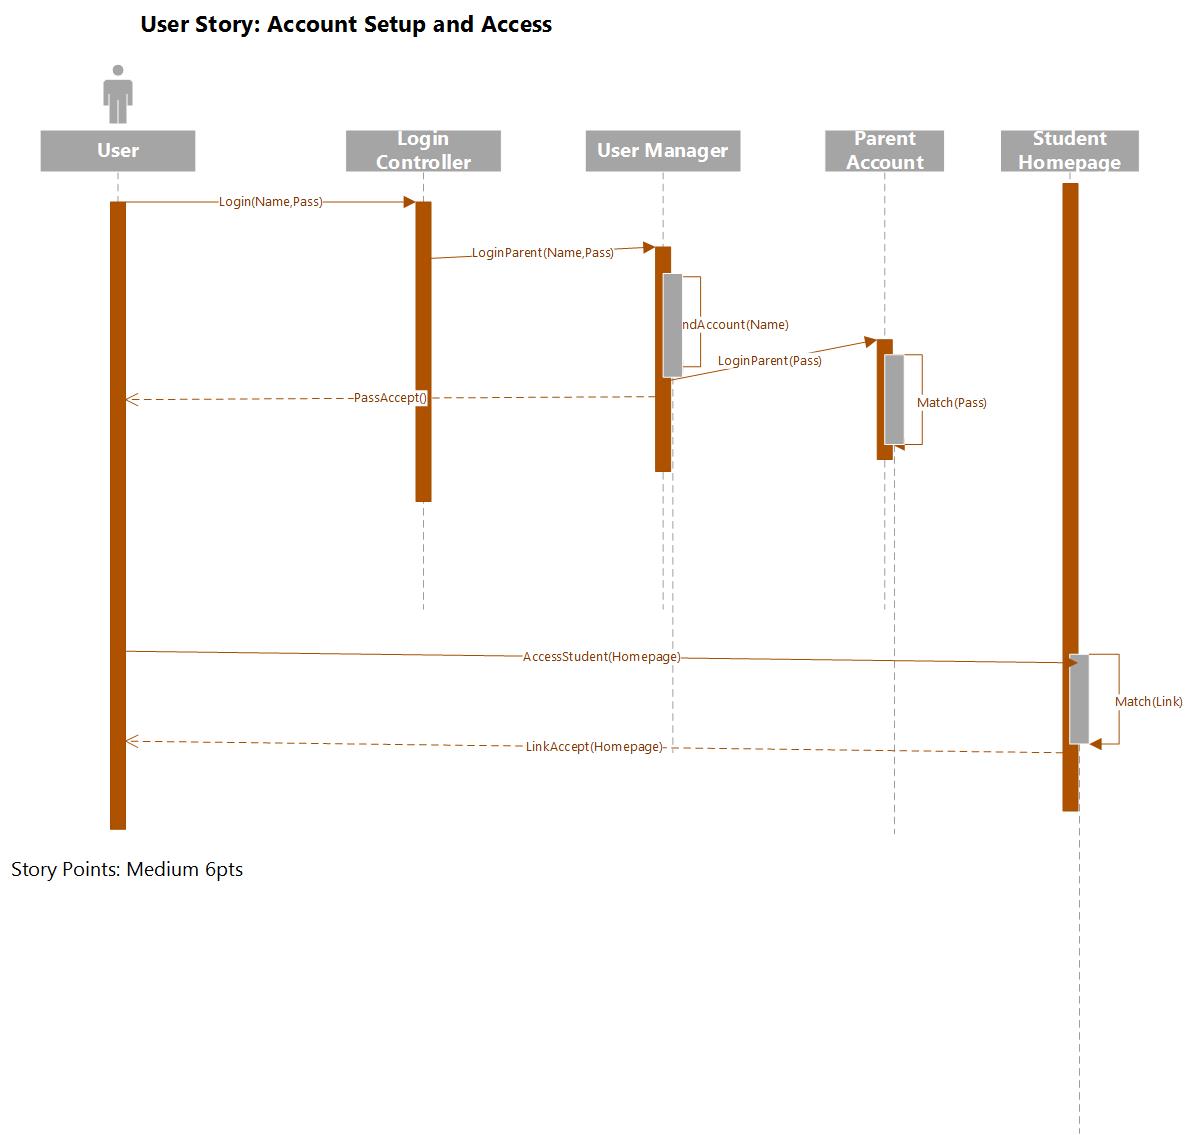 User Story: Account Setup and Access
User
Login
Controller
User Manager
Parent
Account
Student
Homepage
Login(Name,Pass)
LoginParent(Name,Pass)
ndAccount(Name)
LoginParent(Pass)
PassAccept()
Match(Pass)
AccessStudent(Homepage)
Match(Link)
LinkAccept(Homepage)
Story Points: Medium 6pts